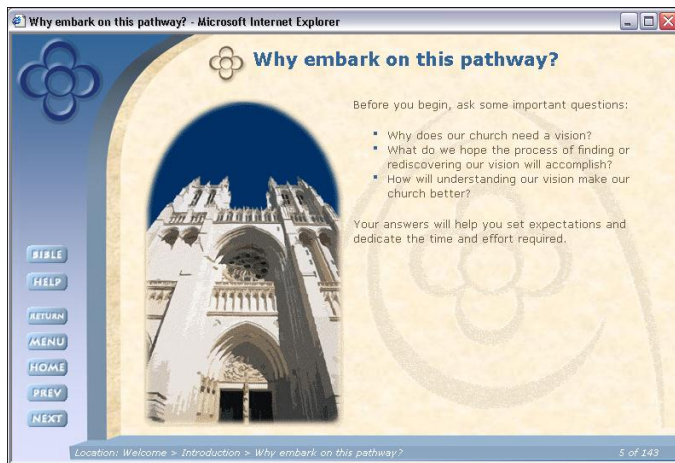 Why embark on this pathway? - Microsoft Internet Explorer
Why embark on this pathway?
Before you begin, ask some important questions:
Why does our church need a vision?
What do we hope the process of finding or
rediscovering our vision will accomplish?
How will understanding our vision make our
church better?
Your answers will help you set expectations and
dedicate the time and effort required.
BIBLE
HELP
RETURN
MENU
HOME
PREV
NEXT
Location: Welcome > Introduction > Why embark on this pathway?
5 of 143